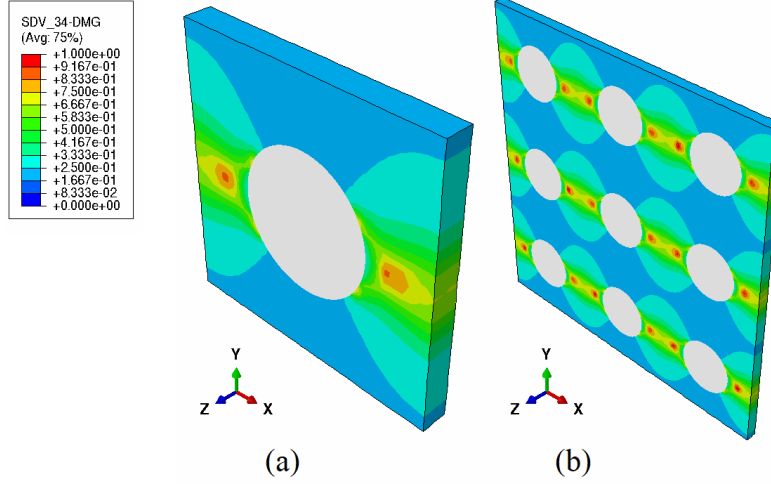 SDV_34-DMG
(Avg: 75%)
+1.000e+00
+9.167e-01
+8.333e-01
+7.500e-01
+6.667e-01
+5.833e-01
+5.000e-01
+4.167e-01
+3.333e-01
+2.500e-01
+1.667e-01
+8.333e-02
+0.000e+00
Y
Z X
Y
Z X
(a) (b)